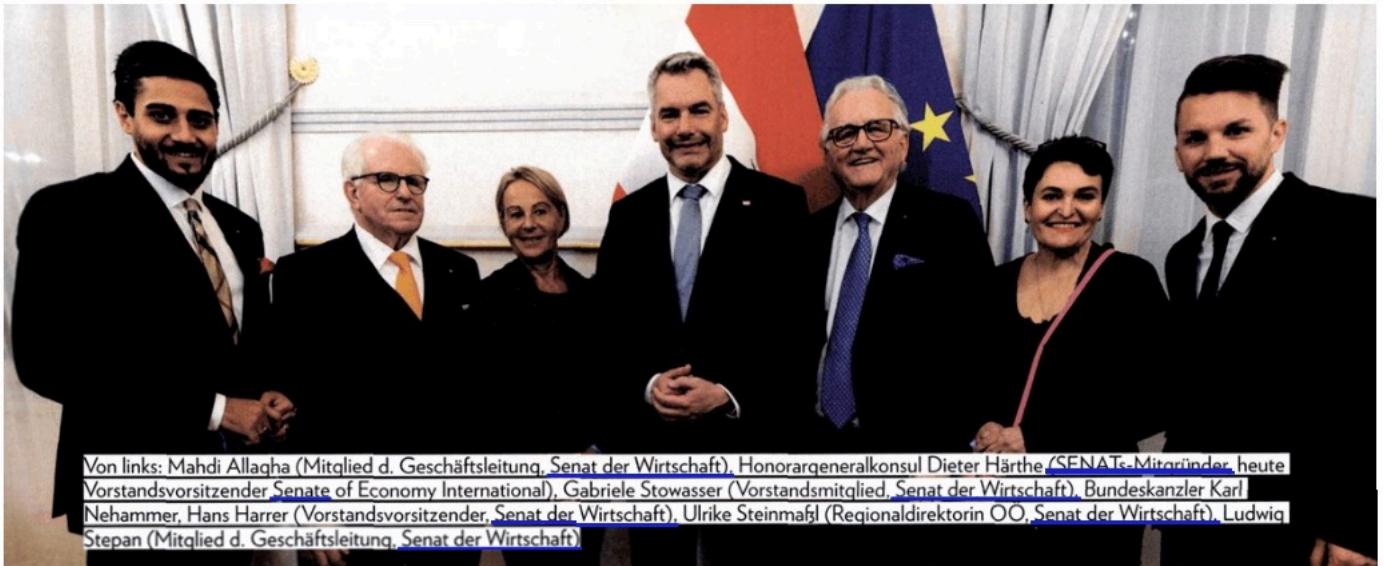 Von links: Mahdi Allagha (Mitglied d. Geschäftsleitung, Senat der Wirtschaft), Honorargeneralkonsul Dieter Härthe (SENATs-Mitgründer, heute
Vorstandsvorsitzender Senate of Economy International), Gabriele Stowasser (Vorstandsmitglied, Senat der Wirtschaft), Bundeskanzler Karl
Nehammer, Hans Harrer (Vorstandsvorsitzender, Senat der Wirtschaft), Ulrike Steinmaßl (Regionaldirektorin OÖ, Senat der Wirtschaft), Ludwig
Stepan (Mitglied d. Geschäftsleitung, Senat der Wirtschaft)